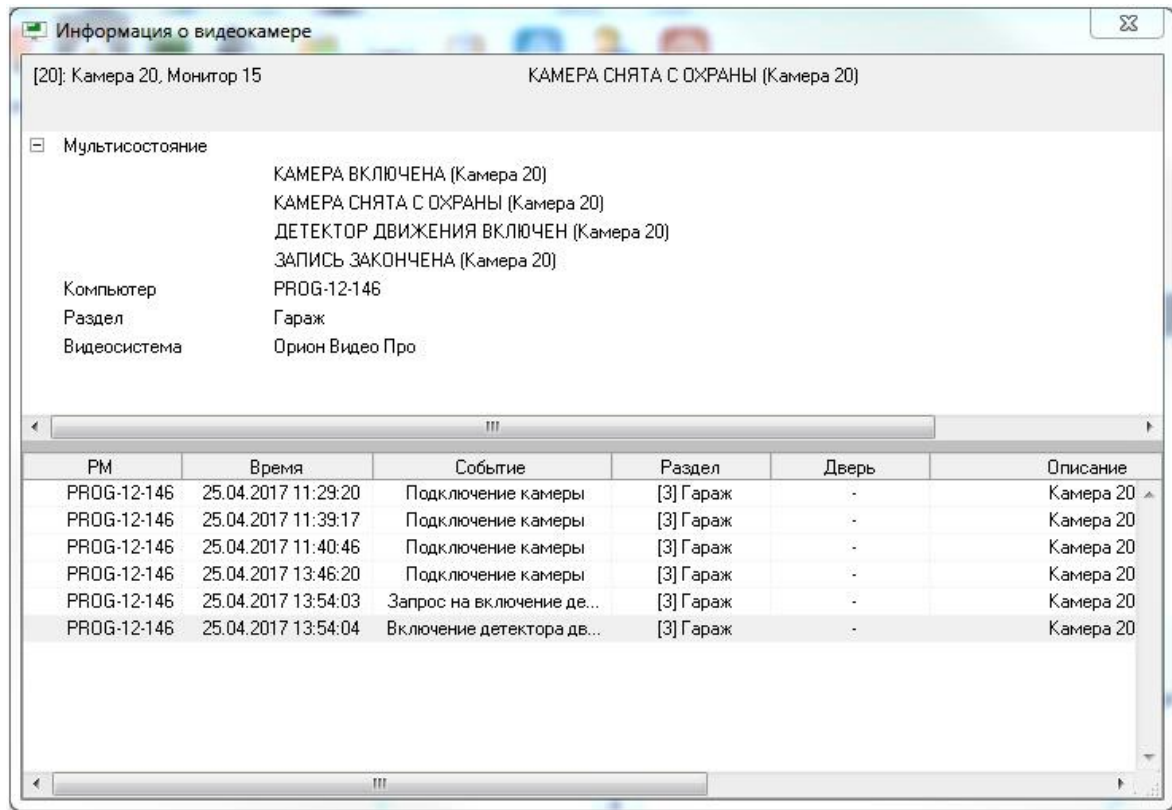 Информация о видеокамере
[20]: Камера 20, Монитор 15 КАМЕРА СНЯТА С ОХРАНЫ (Камера 20)
Мультисостояние
КАМЕРА ВКЛЮЧЕНА (Камера 20)
КАМЕРА СНЯТА С ОХРАНЫ (Камера 20)
ДЕТЕКТОР ДВИЖЕНИЯ ВКЛЮЧЕН (Камера 20)
ЗАПИСЬ ЗАКОНЧЕНА (Камера 20)
Компьютер PROG-12-146
Раздел Гараж
Видеосистема Орион Видео Про
РМ Время Событие Раздел Дверь Описание
PROG-12-146 25.04.2017 11:29:20 Подключение камеры [3] Гараж - Камера 20
PROG-12-146 25.04.2017 11:39:17 Подключение камеры [3] Гараж - Камера 20
PROG-12-146 25.04.2017 11:40:46 Подключение камеры [3] Гараж - Камера 20
PROG-12-146 25.04.2017 13:46:20 Подключение камеры [3] Гараж - Камера 20
PROG-12-146 25.04.2017 13:54:03 Запрос на включение де... [3] Гараж - Камера 20
PROG-12-146 25.04.2017 13:54:04 Включение детектора дв... [3] Гараж - Камера 20